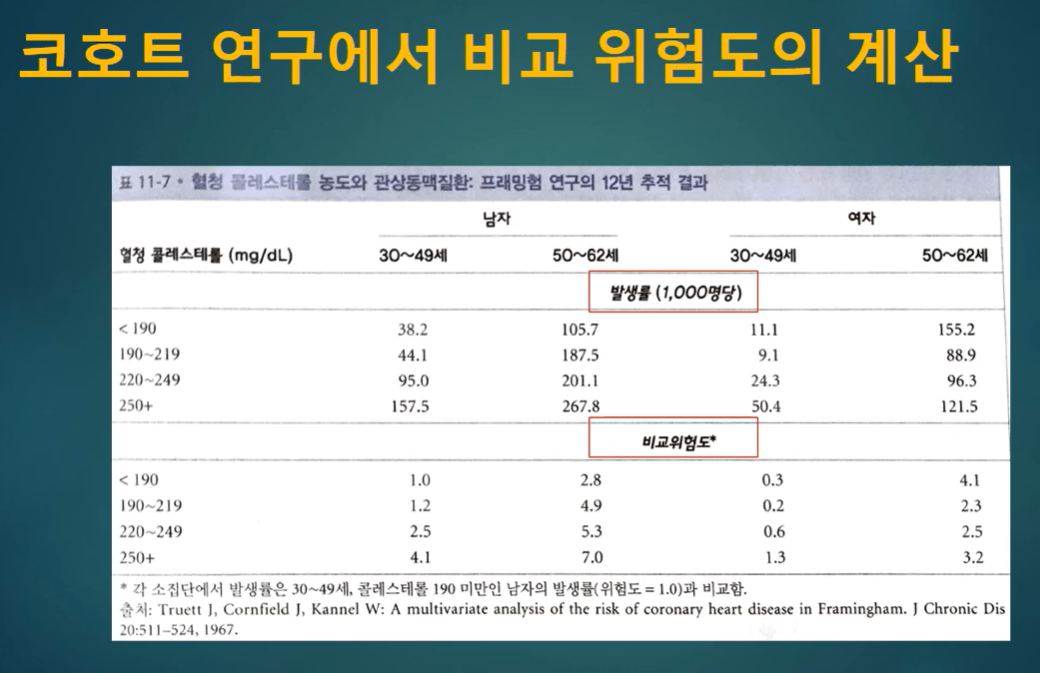 코호트 연구에서 비교 위험도의 계산
표 11-7 • 혈청 콜레스테롤 농도와 관상동맥질환: 프래밍험 연구의 12년 추적 결과
남자 여자
혈청 콜레스테롤 (mg/dL) 30~49세 50~62세 30~49세 50~62세
발생률 (1,000명당)
< 190 38.2 105.7 11.1 155.2
190~219 44.1 187.5 9.1 88.9
220~249 95.0 201.1 24.3 96.3
250+ 157.5 267.8 50.4 121.5
비교위험도*
< 190 1.0 2.8 0.3 4.1
190~219 1.2 4.9 0.2 2.3
220~249 2.5 5.3 0.6 2.5
250+ 4.1 7.0 1.3 3.2
* 각 소집단에서 발생률은 30~49세, 콜레스테롤 190 미만인 남자의 발생률(위험도 = 1.0)과 비교함.
출처: Truett J, Cornfield J, Kannel W: A multivariate analysis of the risk of coronary heart disease in Framingham. J Chronic Dis
20:511–524, 1967.